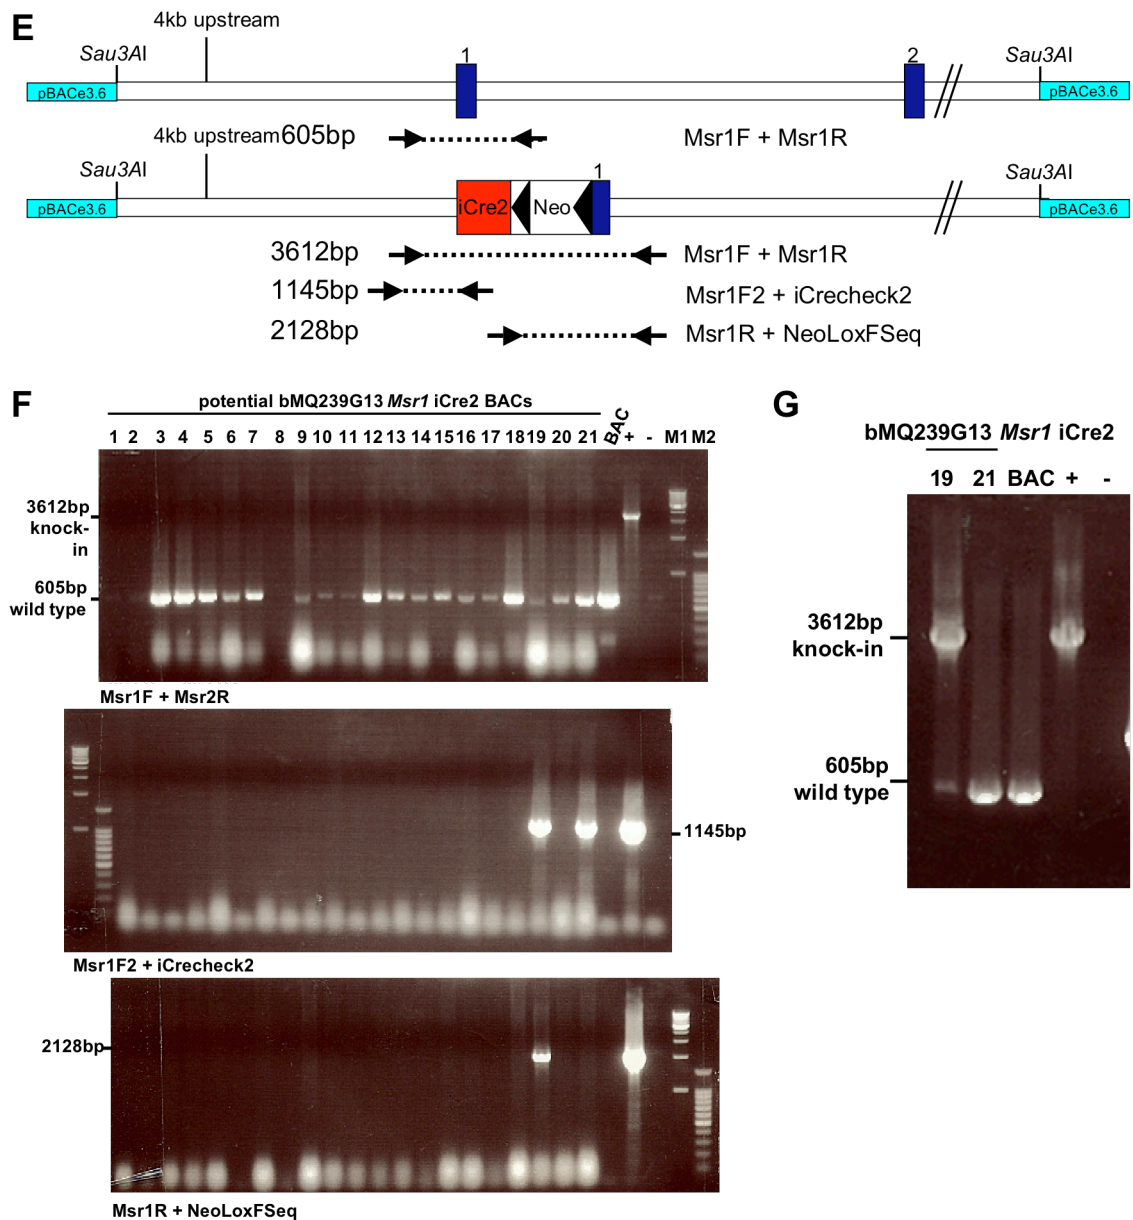 E
4kb upstream
Sau3AI
1
2
Sau3AI
pBACe3.6
pBACe3.6
4kb upstream
605bp
Msr1F + Msr1R
Sau3AI
1
Sau3AI
pBACe3.6
iCre2
Neo
pBACe3.6
3612bp
Msr1F + Msr1R
1145bp
Msr1F2 + iCrecheck2
2128bp
Msr1R + NeoLoxFSeq
F
potential bMQ239G13 Msr1 iCre2 BACs
1 2 3 4 5 6 7 8 9 10 11 12 13 14 15 16 17 18 19 20 21 BAC + - M1 M2
3612bp
knock-
in
605bp
wild type
Msr1F + Msr2R
1145bp
Msr1F2 + iCrecheck2
2128bp
Msr1R + NeoLoxFSeq
G
bMQ239G13 Msr1 iCre2
19 21 BAC + -
3612bp
knock-in
605bp
wild type